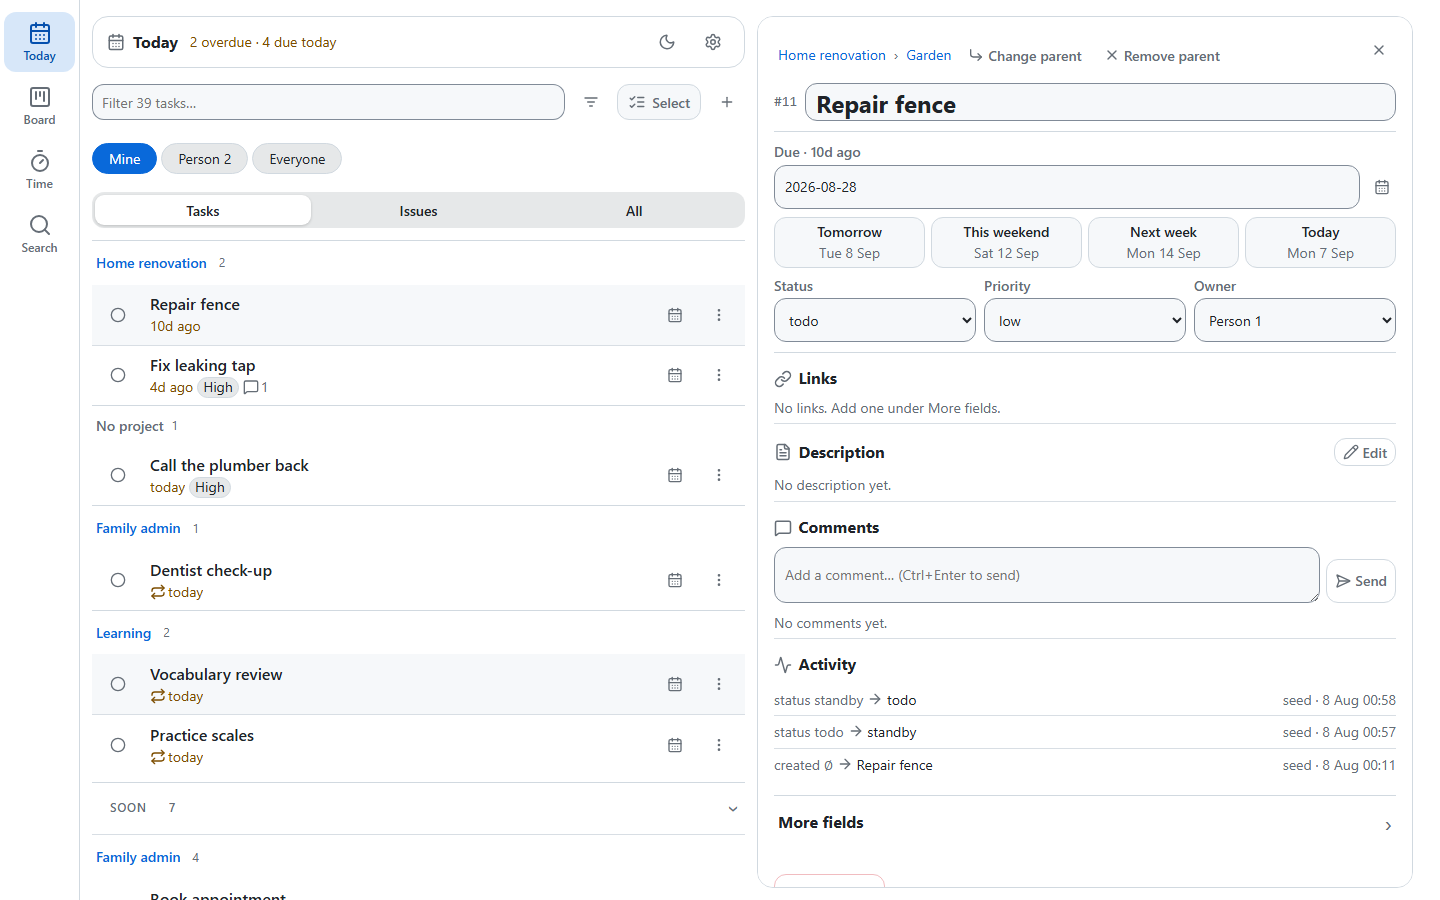 Today
Board
Time
Search
Today 2 overdue · 4 due today
Filter 39 tasks...
Select
Mine
Person 2
Everyone
Tasks
Issues
All
Home renovation 2
Repair fence
10d ago
Fix leaking tap
4d ago High 1
No project 1
Call the plumber back
today High
Family admin 1
Dentist check-up
today
Learning 2
Vocabulary review
today
Practice scales
today
SOON 7
Family admin 4
Book appointment
Home renovation › Garden Change parent Remove parent
#11 Repair fence
Due · 10d ago
2026-08-28
Tomorrow
Tue 8 Sep
This weekend
Sat 12 Sep
Next week
Mon 14 Sep
Today
Mon 7 Sep
Status
todo
Priority
low
Owner
Person 1
Links
No links. Add one under More fields.
Description
Edit
No description yet.
Comments
Add a comment... (Ctrl+Enter to send)
Send
No comments yet.
Activity
status standby → todo seed · 8 Aug 00:58
status todo → standby seed · 8 Aug 00:57
created ∅ → Repair fence seed · 8 Aug 00:11
More fields